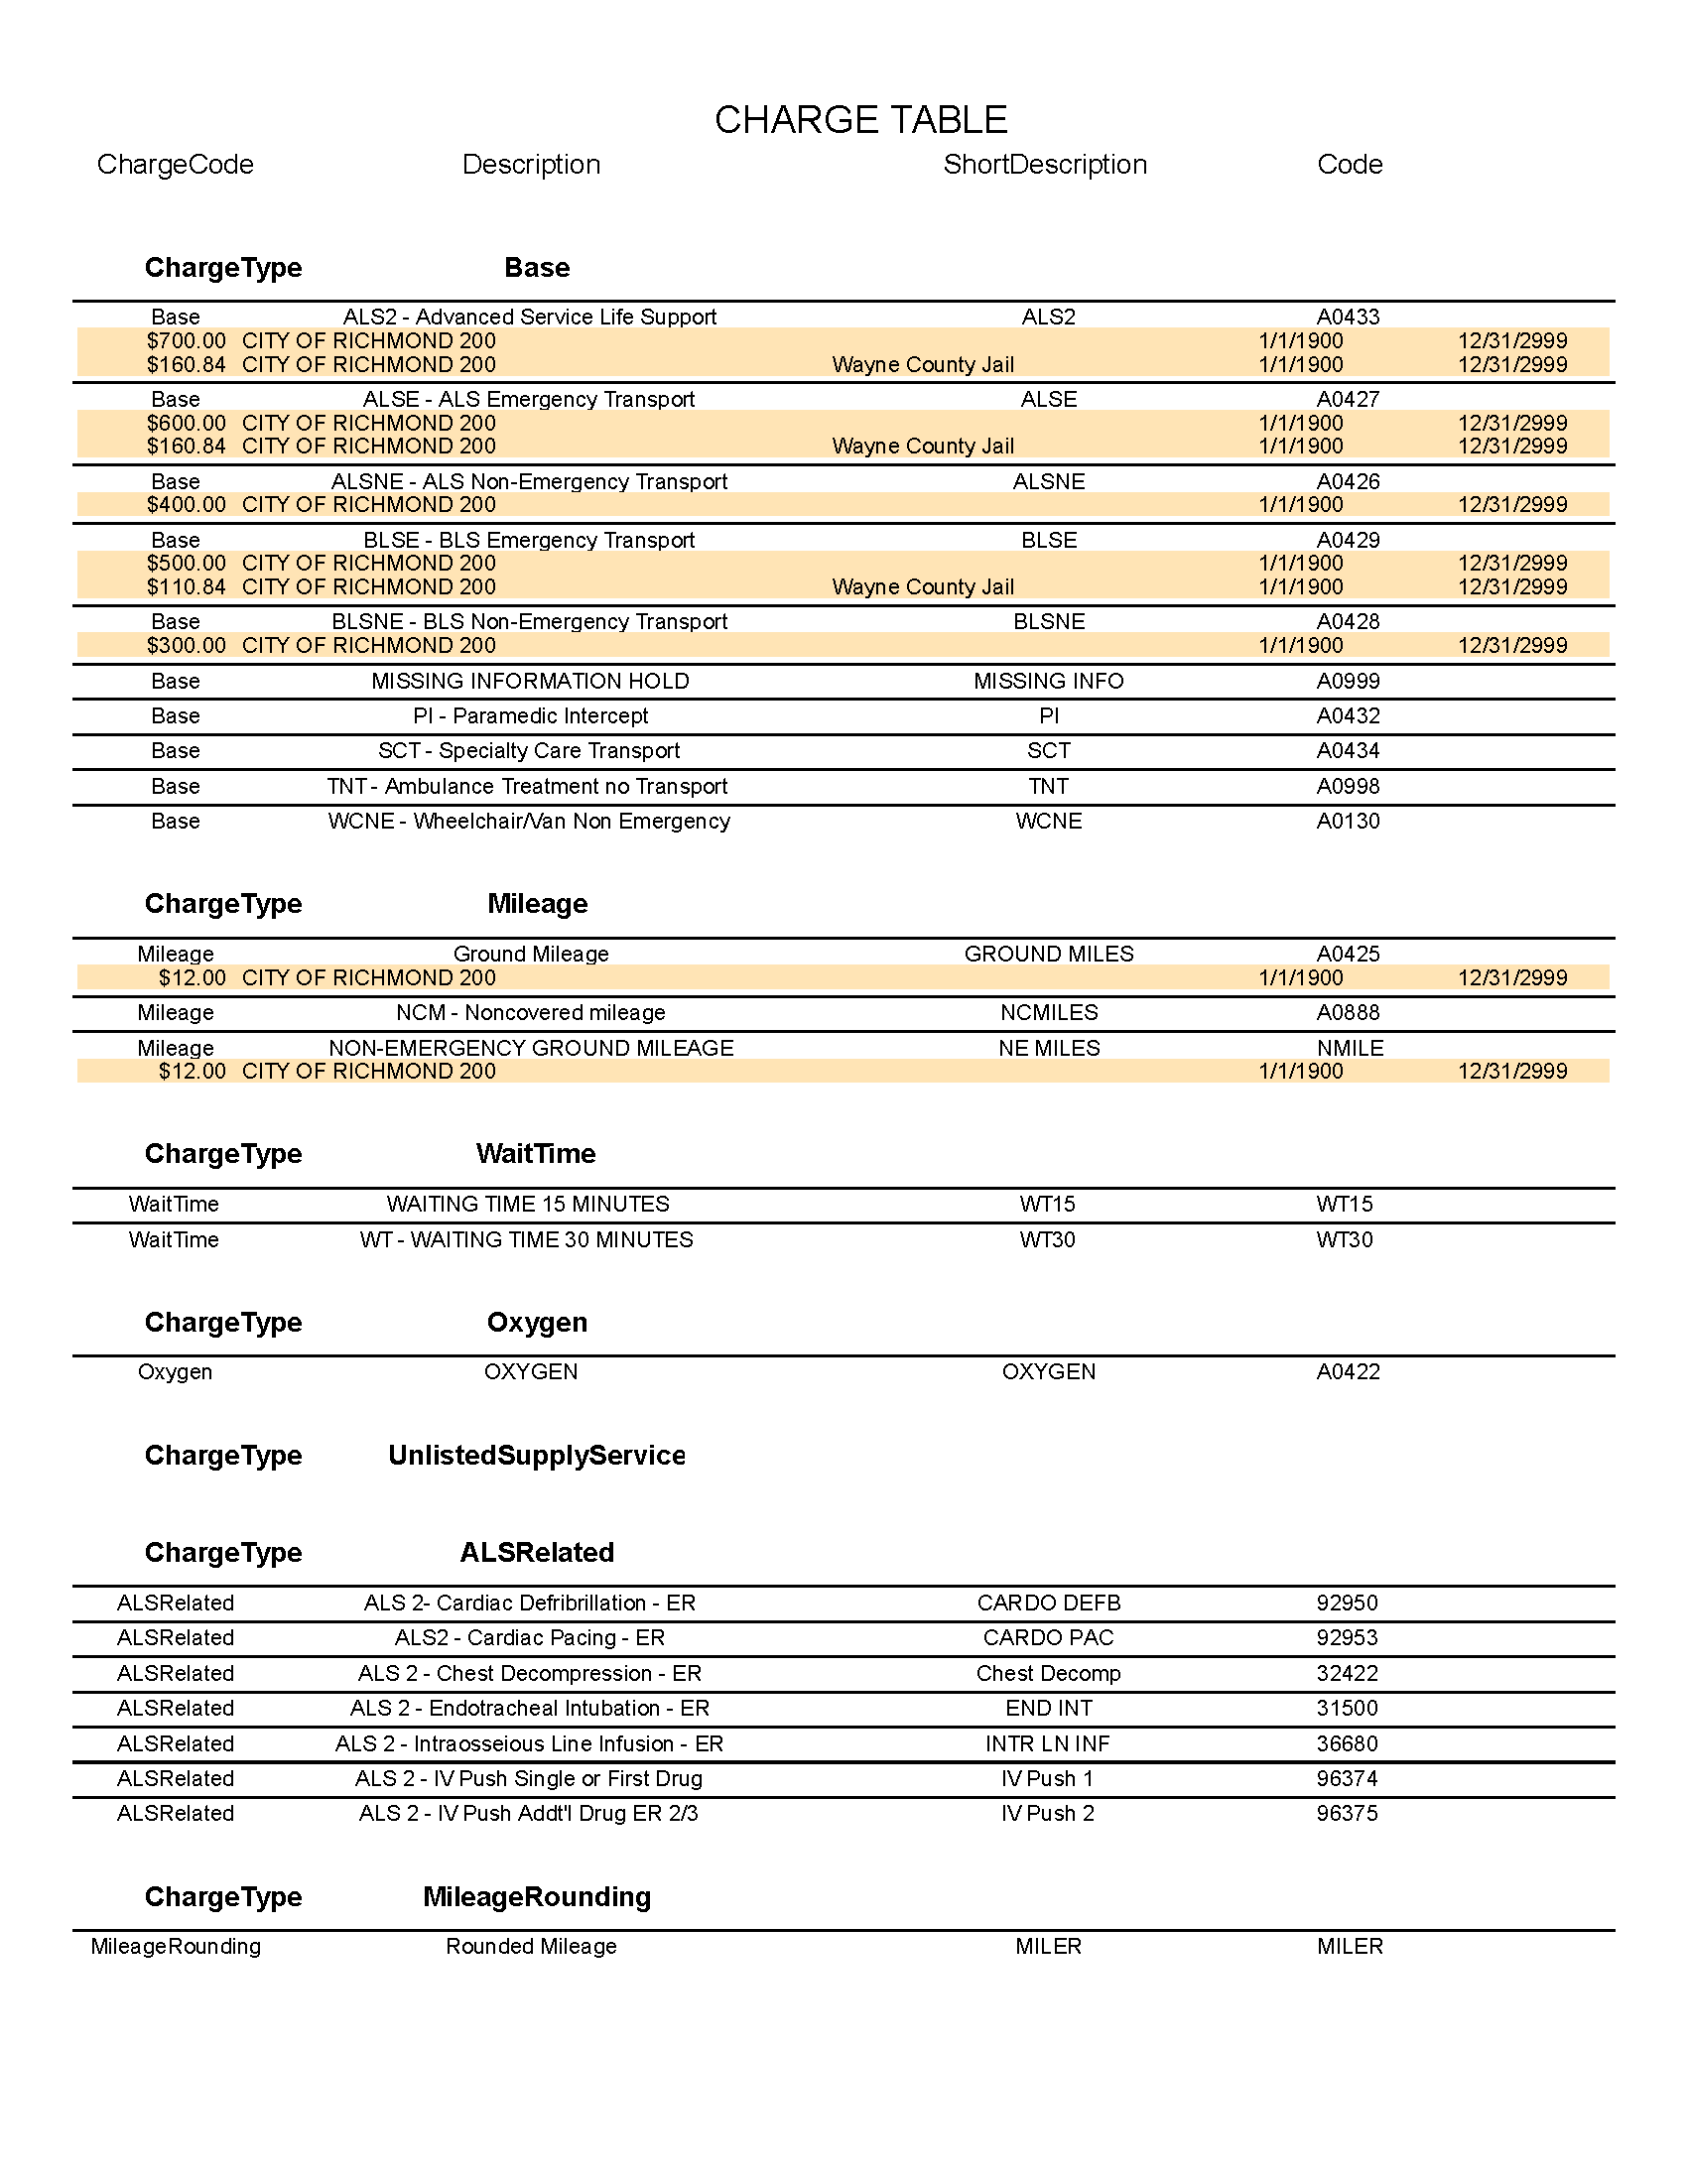 CHARGE TABLE
ChargeCode Description ShortDescription Code
ChargeType Base
Base ALS2 - Advanced Service Life Support ALS2 A0433
$700.00 CITY OF RICHMOND 200 1/1/1900 12/31/2999
$160.84 CITY OF RICHMOND 200 Wayne County Jail 1/1/1900 12/31/2999
Base ALSE - ALS Emergency Transport ALSE A0427
$600.00 CITY OF RICHMOND 200 1/1/1900 12/31/2999
$160.84 CITY OF RICHMOND 200 Wayne County Jail 1/1/1900 12/31/2999
Base ALSNE - ALS Non-Emergency Transport ALSNE A0426
$400.00 CITY OF RICHMOND 200 1/1/1900 12/31/2999
Base BLSE - BLS Emergency Transport BLSE A0429
$500.00 CITY OF RICHMOND 200 1/1/1900 12/31/2999
$110.84 CITY OF RICHMOND 200 Wayne County Jail 1/1/1900 12/31/2999
Base BLSNE - BLS Non-Emergency Transport BLSNE A0428
$300.00 CITY OF RICHMOND 200 1/1/1900 12/31/2999
Base MISSING INFORMATION HOLD MISSING INFO A0999
Base PI - Paramedic Intercept PI A0432
Base SCT - Specialty Care Transport SCT A0434
Base TNT - Ambulance Treatment no Transport TNT A0998
Base WCNE - Wheelchair/Van Non Emergency WCNE A0130
ChargeType Mileage
Mileage Ground Mileage GROUND MILES A0425
$12.00 CITY OF RICHMOND 200 1/1/1900 12/31/2999
Mileage NCM - Noncovered mileage NCMILES A0888
Mileage NON-EMERGENCY GROUND MILEAGE NE MILES NMILE
$12.00 CITY OF RICHMOND 200 1/1/1900 12/31/2999
ChargeType WaitTime
WaitTime WAITING TIME 15 MINUTES WT15 WT15
WaitTime WT - WAITING TIME 30 MINUTES WT30 WT30
ChargeType Oxygen
Oxygen OXYGEN OXYGEN A0422
ChargeType UnlistedSupplyService
ChargeType ALSRelated
ALSRelated ALS 2- Cardiac Defribrillation - ER CARDO DEFB 92950
ALSRelated ALS2 - Cardiac Pacing - ER CARDO PAC 92953
ALSRelated ALS 2 - Chest Decompression - ER Chest Decomp 32422
ALSRelated ALS 2 - Endotracheal Intubation - ER END INT 31500
ALSRelated ALS 2 - Intraosseious Line Infusion - ER INTR LN INF 36680
ALSRelated ALS 2 - IV Push Single or First Drug IV Push 1 96374
ALSRelated ALS 2 - IV Push Addt'l Drug ER 2/3 IV Push 2 96375
ChargeType MileageRounding
MileageRounding Rounded Mileage MILER MILER